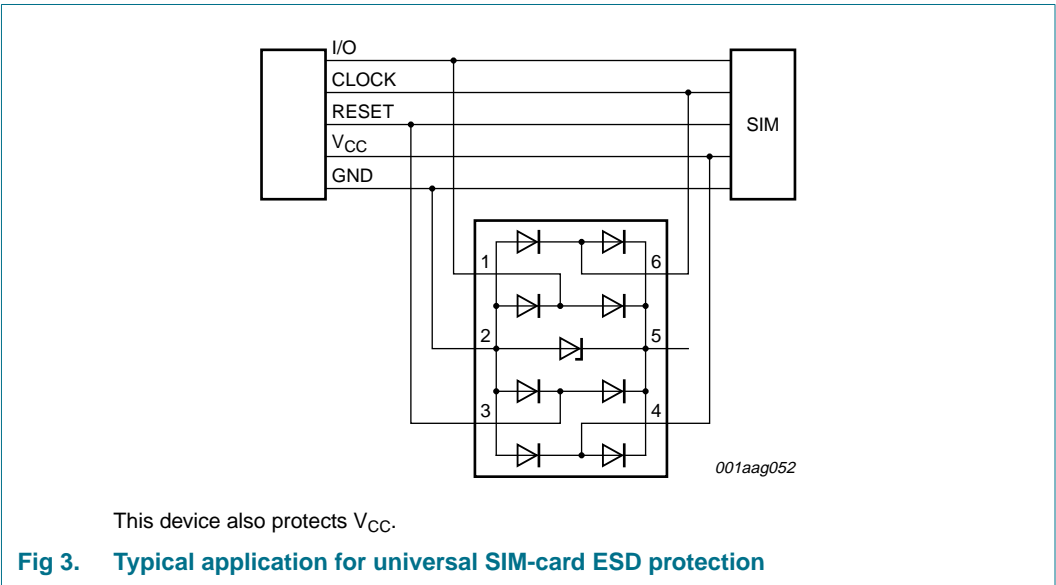 I/O
CLOCK
RESET
VCC
GND
SIM
1
6
2
5
3
4
001aag052
This device also protects VCC.
Fig 3. Typical application for universal SIM-card ESD protection